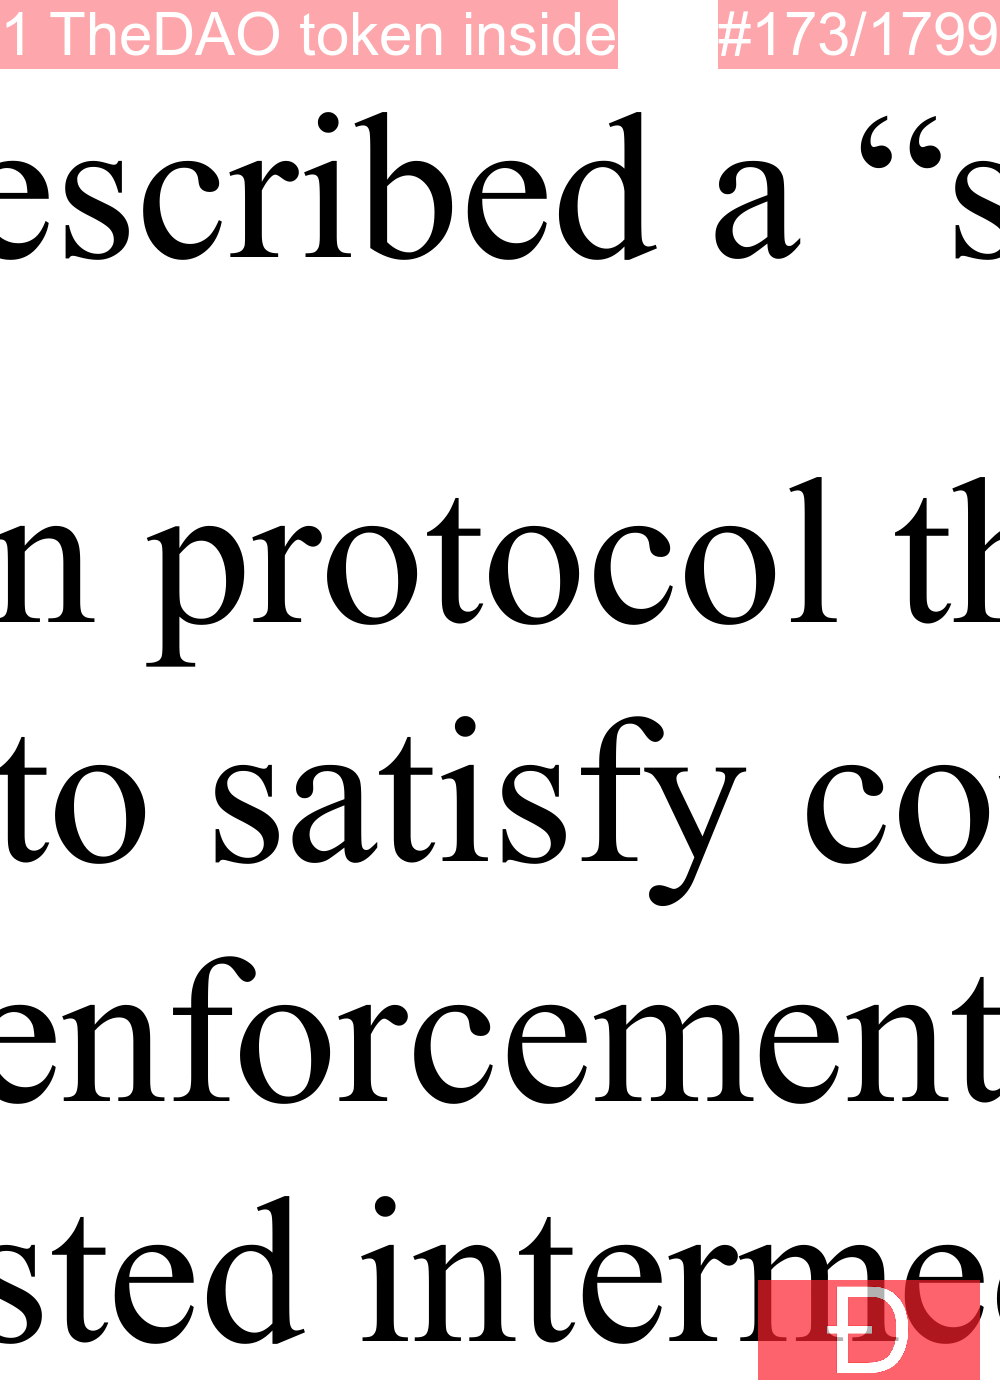 1 TheDAO token inside #173/1799
escribed a “s
n protocol th
to satisfy co
enforcement
sted interme
Đ